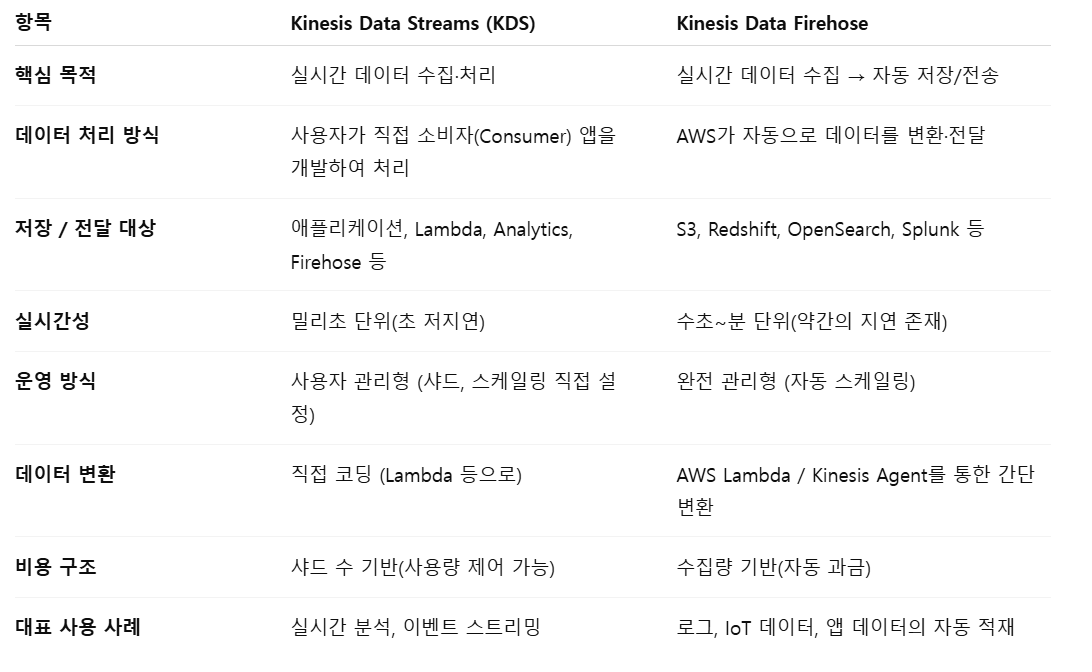 항목 Kinesis Data Streams (KDS) Kinesis Data Firehose
핵심 목적 실시간 데이터 수집·처리 실시간 데이터 수집 → 자동 저장/전송
데이터 처리 방식 사용자가 직접 소비자(Consumer) 앱을 AWS가 자동으로 데이터를 변환·전달
개발하여 처리
저장 / 전달 대상 애플리케이션, Lambda, Analytics, S3, Redshift, OpenSearch, Splunk 등
Firehose 등
실시간성 밀리초 단위(초 저지연) 수초~분 단위(약간의 지연 존재)
운영 방식 사용자 관리형 (샤드, 스케일링 직접 설 완전 관리형 (자동 스케일링)
정)
데이터 변환 직접 코딩 (Lambda 등으로) AWS Lambda / Kinesis Agent를 통한 간단
변환
비용 구조 샤드 수 기반(사용량 제어 가능) 수집량 기반(자동 과금)
대표 사용 사례 실시간 분석, 이벤트 스트리밍 로그, IoT 데이터, 앱 데이터의 자동 적재